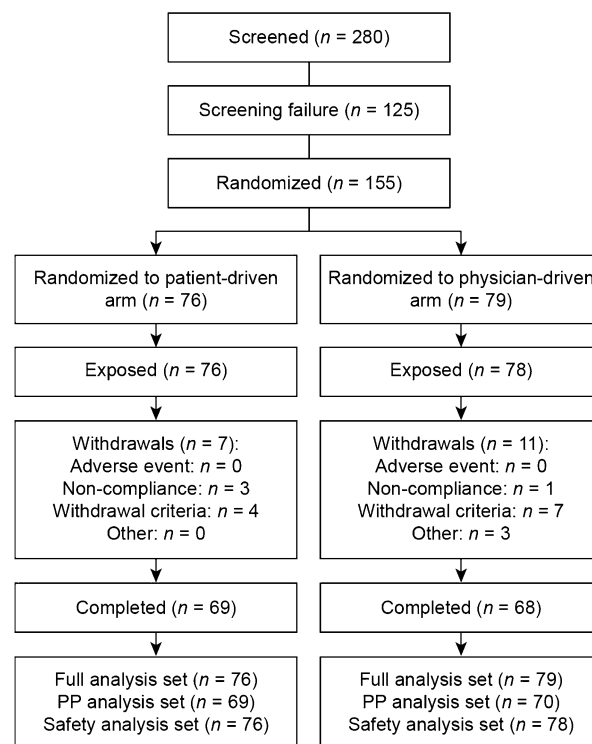 Screened (n = 280)
Screening failure (n = 125)
Randomized (n = 155)
Randomized to patient-driven
arm (n = 76)
Exposed (n = 76)
Withdrawals (n = 7):
Adverse event: n = 0
Non-compliance: n = 3
Withdrawal criteria: n = 4
Other: n = 0
Completed (n = 69)
Full analysis set (n = 76)
PP analysis set (n = 69)
Safety analysis set (n = 76)
Randomized to physician-driven
arm (n = 79)
Exposed (n = 78)
Withdrawals (n = 11):
Adverse event: n = 0
Non-compliance: n = 1
Withdrawal criteria: n = 7
Other: n = 3
Completed (n = 68)
Full analysis set (n = 79)
PP analysis set (n = 70)
Safety analysis set (n = 78)